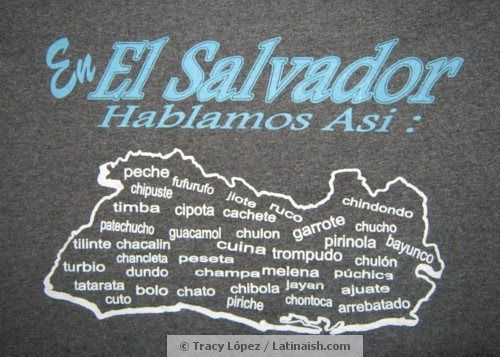 En El Salvador
Hablamos Asi :
peche fufurufo jiote ruco chindondo
chipuste
timba cipota cachete garrote chucho
patechucho guacamol chulon pirinola bayunco
tilinte chacalin cuina trompudo chulón
chancleta peseta
turbio dundo champa melena púchica
tatarata bolo chato chibola jayan ajuate
cuto piriche chontoca arrebatado
© Tracy López / Latinaish.com